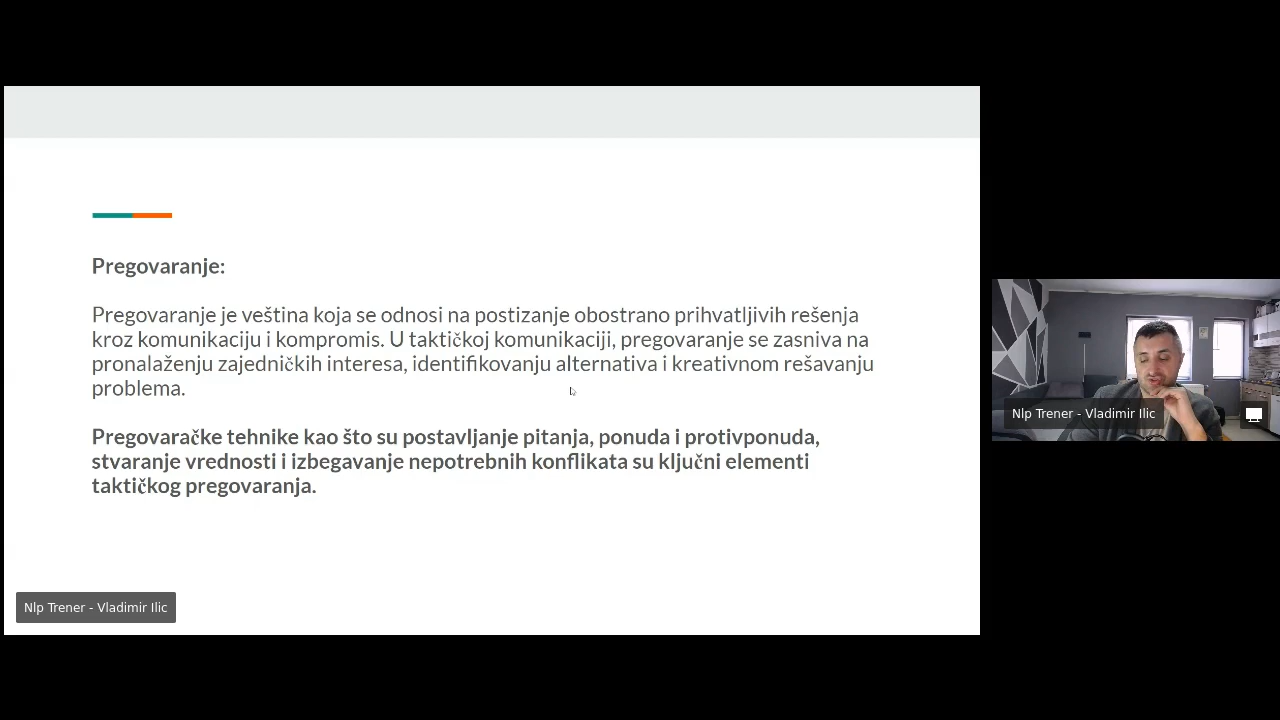 Pregovaranje:
Pregovaranje je veština koja se odnosi na postizanje obostrano prihvatljivih rešenja
kroz komunikaciju i kompromis. U taktičkoj komunikaciji, pregovaranje se zasniva na
pronalaženju zajedničkih interesa, identifikovanju alternativa i kreativnom rešavanju
problema.
Pregovaračke tehnike kao što su postavljanje pitanja, ponuda i protivponuda,
stvaranje vrednosti i izbegavanje nepotrebnih konflikata su ključni elementi
taktičkog pregovaranja.
Nlp Trener - Vladimir Ilic
Nlp Trener - Vladimir Ilic